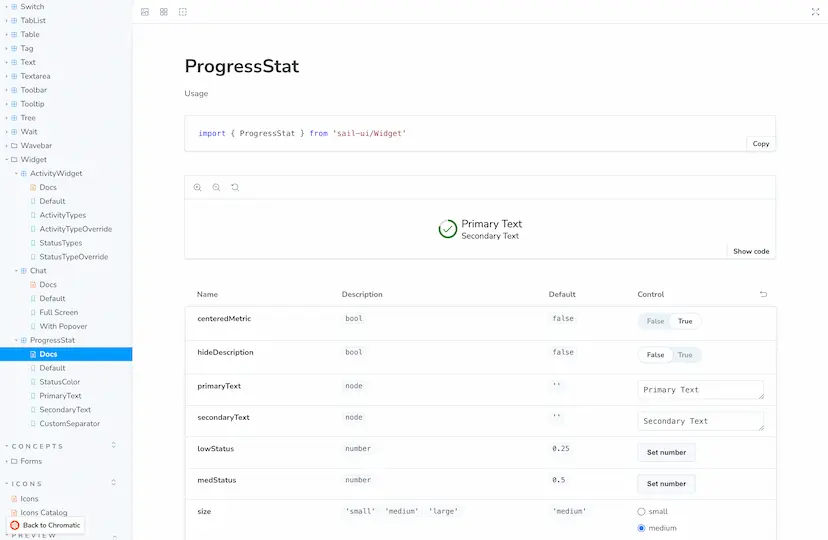 Switch
TabList
Table
Tag
Text
Textarea
Toolbar
Tooltip
Tree
Wait
Wavebar
Widget
ActivityWidget
Docs
Default
ActivityTypes
ActivityTypeOverride
StatusTypes
StatusTypeOverride
Chat
Docs
Default
Full Screen
With Popover
ProgressStat
Docs
Default
StatusColor
PrimaryText
SecondaryText
CustomSeparator
CONCEPTS
Forms
ICONS
Icons
Icons Catalog
Back to Chromatic
PREVIEW
ProgressStat
Usage
import { ProgressStat } from 'sail-ui/Widget'
Copy
Primary Text
Secondary Text
Show code
Name Description Default Control
centeredMetric bool false False True
hideDescription bool false False True
primaryText node '' Primary Text
secondaryText node '' Secondary Text
lowStatus number 0.25 Set number
medStatus number 0.5 Set number
size 'small' 'medium' 'large' 'medium' small
medium